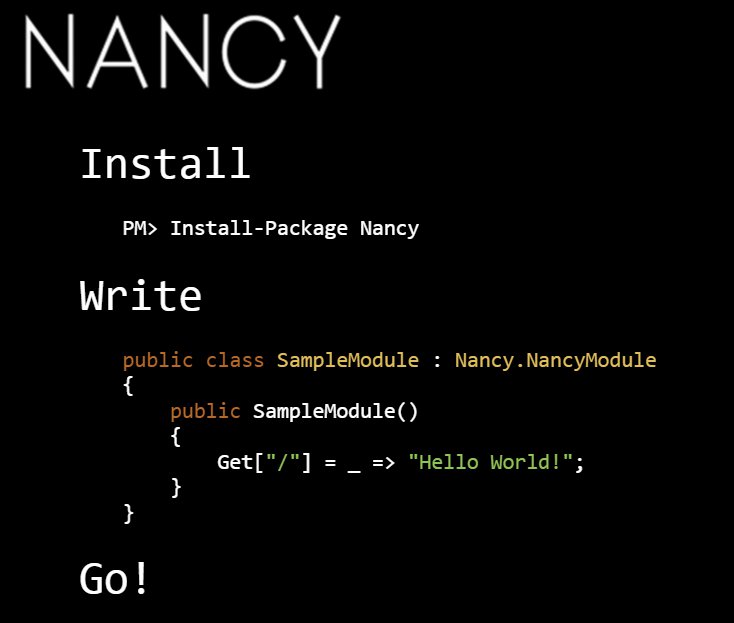 NANCY
Install
PM> Install-Package Nancy
Write
public class SampleModule : Nancy.NancyModule
{
    public SampleModule()
    {
        Get["/"] = _ => "Hello World!";
    }
}
Go!